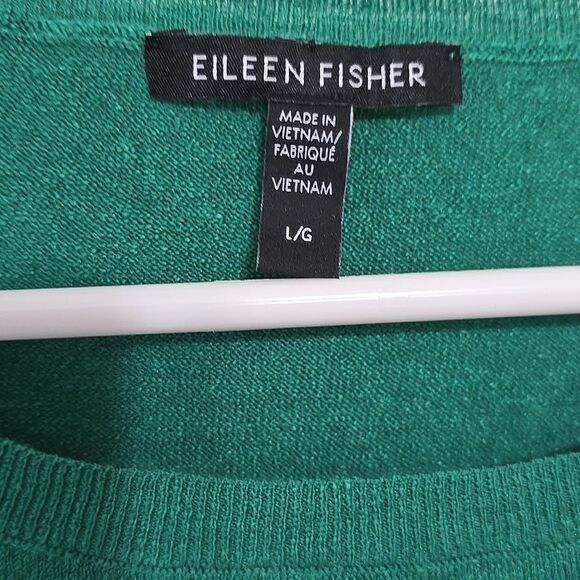 EILEEN FISHER
MADE IN
VIETNAM/
FABRIQUÉ
AU
VIETNAM
L/G